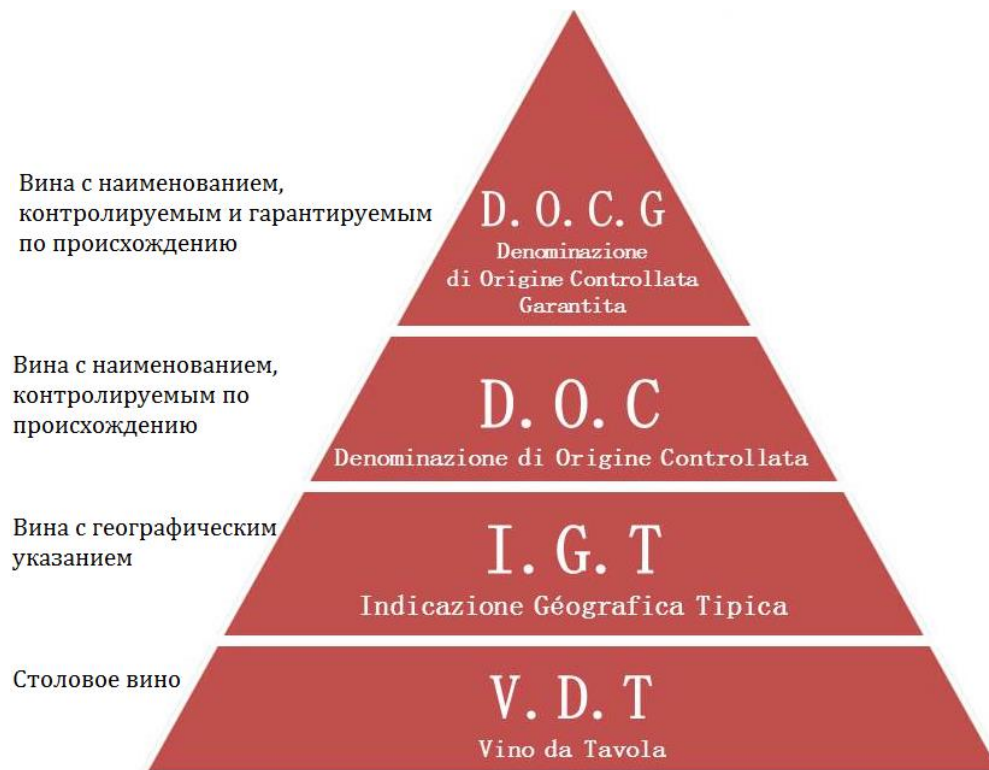 Вина с наименованием,
контролируемым и гарантируемым
по происхождению
D. O. C. G
Denominazione
di Origine Controllata
Garantita
Вина с наименованием,
контролируемым по
происхождению
D. O. C
Denominazione di Origine Controllata
Вина с географическим
указанием
I. G. T
Indicazione Géografica Tipica
Столовое вино
V. D. T
Vino da Tavola